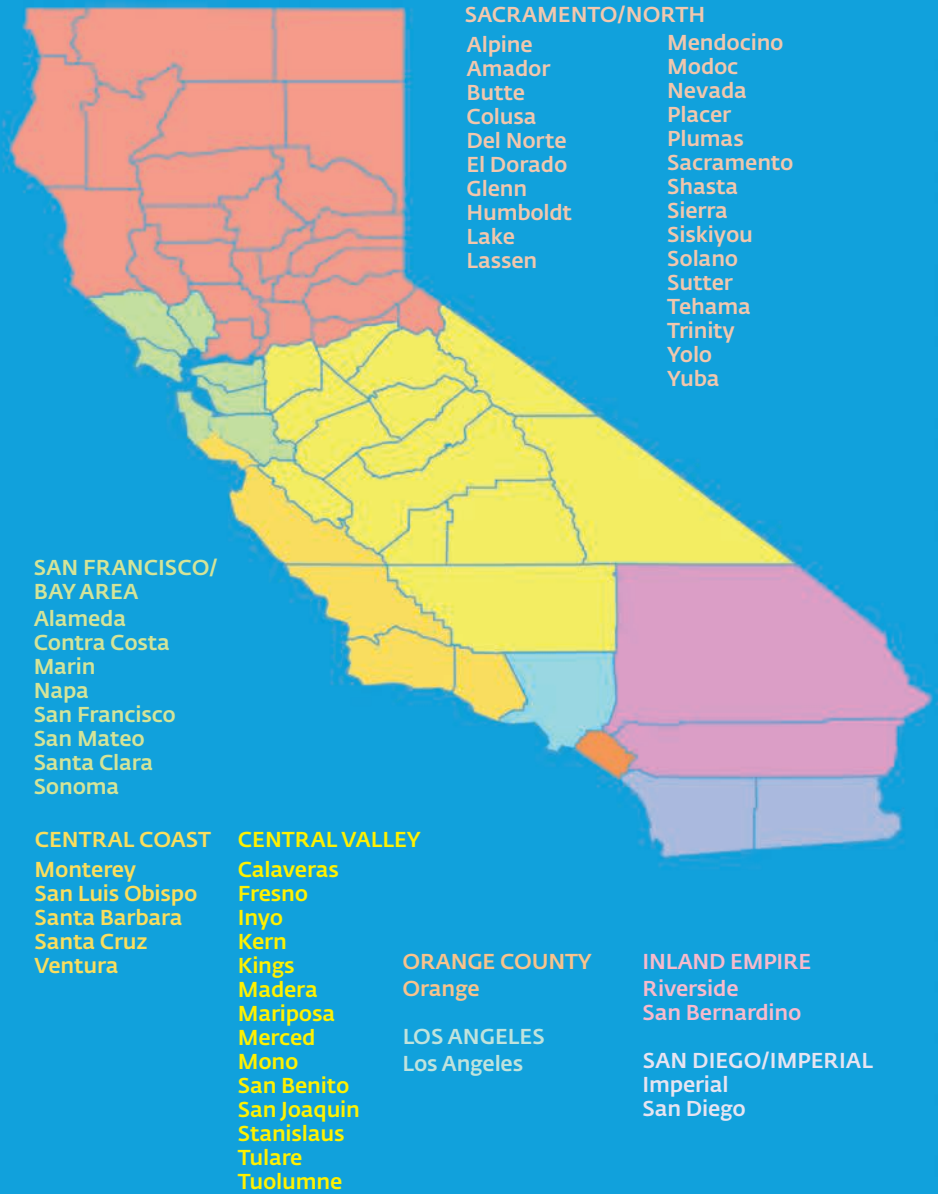 SACRAMENTO/NORTH
Alpine
Amador
Butte
Colusa
Del Norte
El Dorado
Glenn
Humboldt
Lake
Lassen
Mendocino
Modoc
Nevada
Placer
Plumas
Sacramento
Shasta
Sierra
Siskiyou
Solano
Sutter
Tehama
Trinity
Yolo
Yuba
SAN FRANCISCO/
BAY AREA
Alameda
Contra Costa
Marin
Napa
San Francisco
San Mateo
Santa Clara
Sonoma
CENTRAL COAST
Monterey
San Luis Obispo
Santa Barbara
Santa Cruz
Ventura
CENTRAL VALLEY
Calaveras
Fresno
Inyo
Kern
Kings
Madera
Mariposa
Merced
Mono
San Benito
San Joaquin
Stanislaus
Tulare
Tuolumne
ORANGE COUNTY
Orange
LOS ANGELES
Los Angeles
INLAND EMPIRE
Riverside
San Bernardino
SAN DIEGO/IMPERIAL
Imperial
San Diego